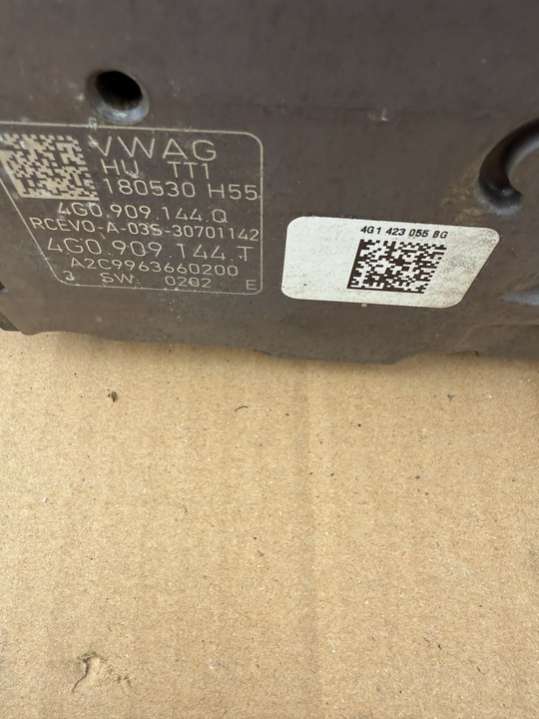 VWAG
HU TT1
180530 H55
4G0.909.144.Q
RCEVO-A-03S-30701142
4G0.909.144.T
A2C9963660200
3 SW: 0202 E
4G1 423 055 BG